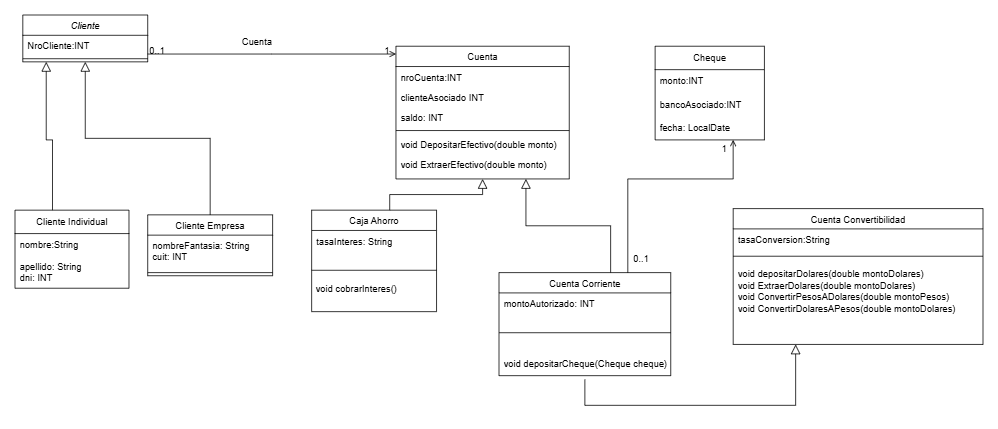 Cliente
NroCliente:INT
0..1
Cuenta
1
Cuenta
nroCuenta:INT
clienteAsociado INT
saldo: INT
void DepositarEfectivo(double monto)
void ExtraerEfectivo(double monto)
Cheque
monto:INT
bancoAsociado:INT
fecha: LocalDate
1
Cliente Individual
nombre:String
apellido: String
dni: INT
Cliente Empresa
nombreFantasia: String
cuit: INT
Caja Ahorro
tasaInteres: String
void cobrarInteres()
0..1
Cuenta Corriente
montoAutorizado: INT
void depositarCheque(Cheque cheque)
Cuenta Convertibilidad
tasaConversion:String
void depositarDolares(double montoDolares)
void ExtraerDolares(double montoDolares)
void ConvertirPesosADolares(double montoPesos)
void ConvertirDolaresAPesos(double montoDolares)